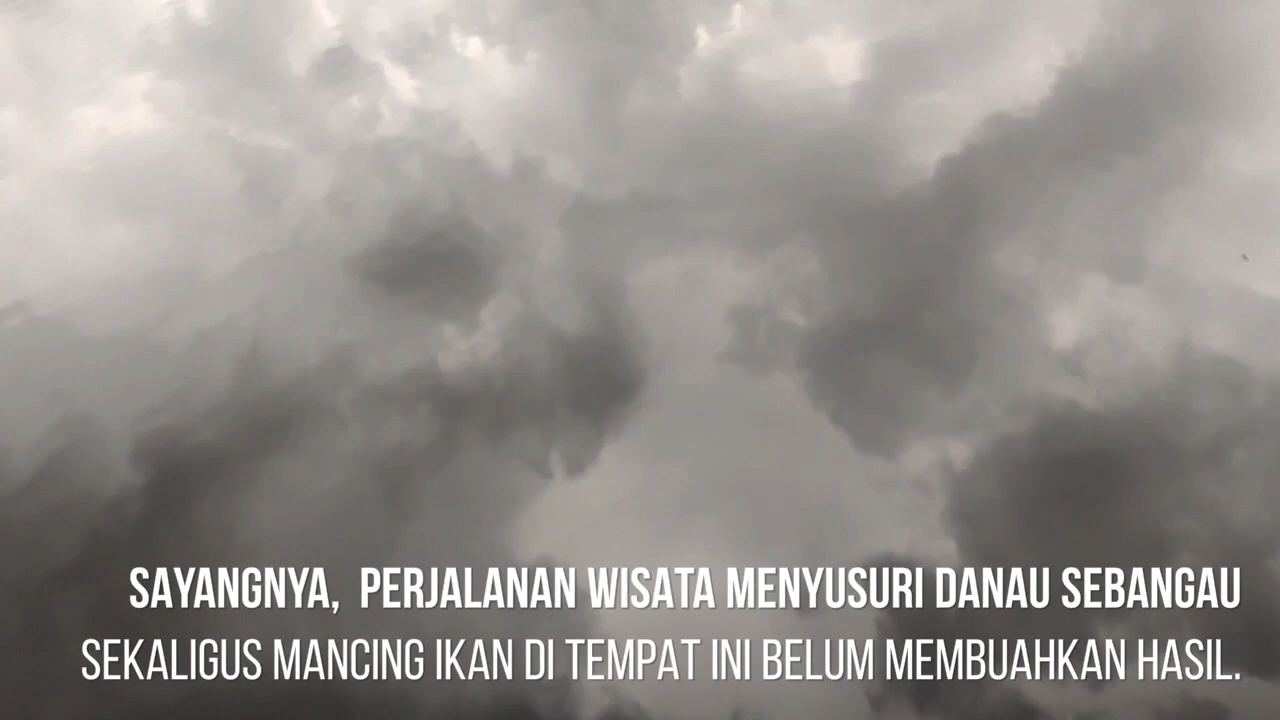 SAYANGNYA, PERJALANAN WISATA MENYUSURI DANAU SEBANGAU
SEKALIGUS MANCING IKAN DI TEMPAT INI BELUM MEMBUAHKAN HASIL.